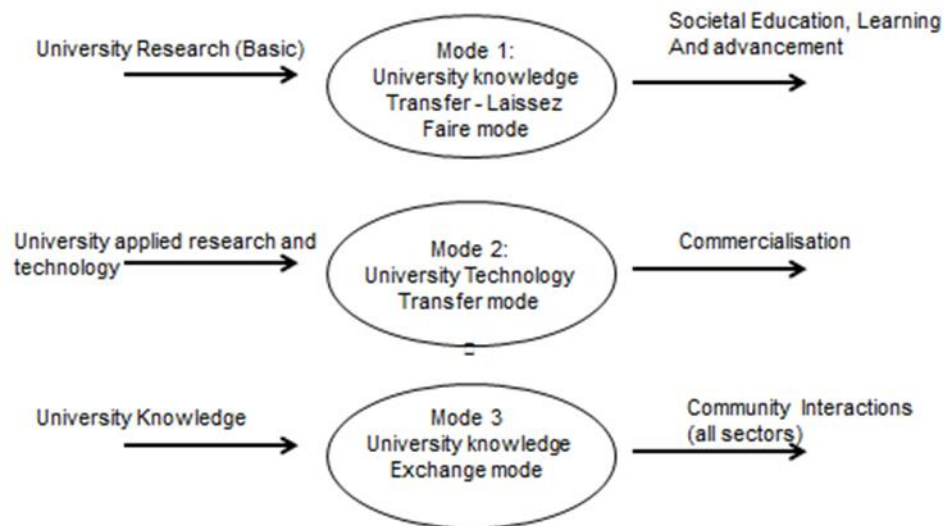 University Research (Basic)
Mode 1:
University knowledge
Transfer - Laissez
Faire mode
Societal Education, Learning
And advancement
University applied research and
technology
Mode 2:
University Technology
Transfer mode
Commercialisation
University Knowledge
Mode 3
University knowledge
Exchange mode
Community Interactions
(all sectors)